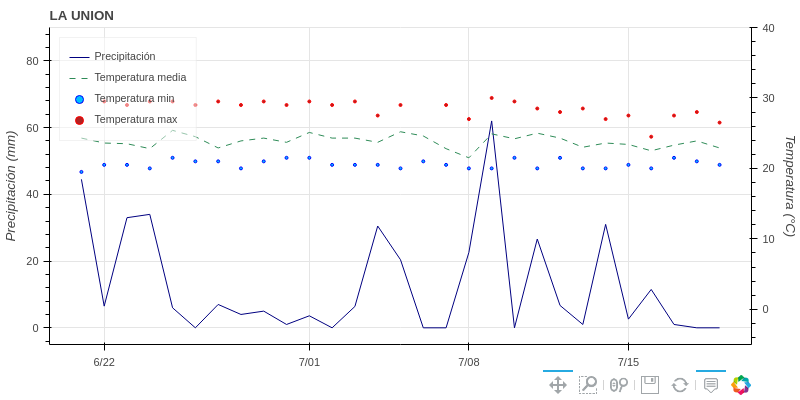 LA UNION
Precipitación
Temperatura media
Temperatura min
Temperatura max
Precipitación (mm)
80
60
40
20
0
Temperatura (°C)
40
30
20
10
0
6/22
7/01
7/08
7/15